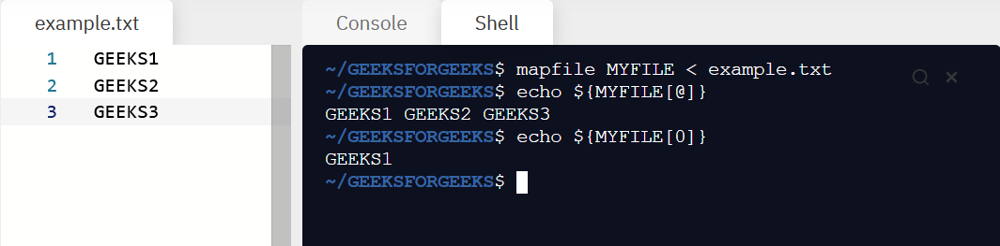 example.txt
1 GEEKS1
2 GEEKS2
3 GEEKS3
Console Shell
~/GEEKSFORGEEKS$ mapfile MYFILE < example.txt
~/GEEKSFORGEEKS$ echo ${MYFILE[@]}
GEEKS1 GEEKS2 GEEKS3
~/GEEKSFORGEEKS$ echo ${MYFILE[0]}
GEEKS1
~/GEEKSFORGEEKS$